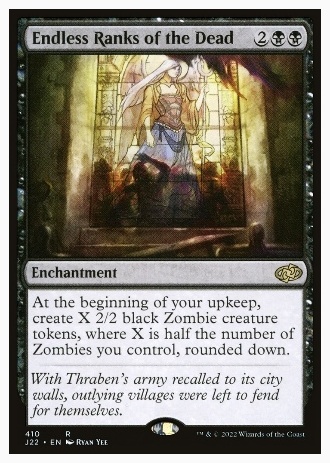 Endless Ranks of the Dead 2
Enchantment
At the beginning of your upkeep,
create X 2/2 black Zombie creature
tokens, where X is half the number of
Zombies you control, rounded down.
With Thraben's army recalled to its city
walls, outlying villages were left to fend
for themselves.
410 R
J22 • EN Ryan Yee
™ & © 2022 Wizards of the Coast